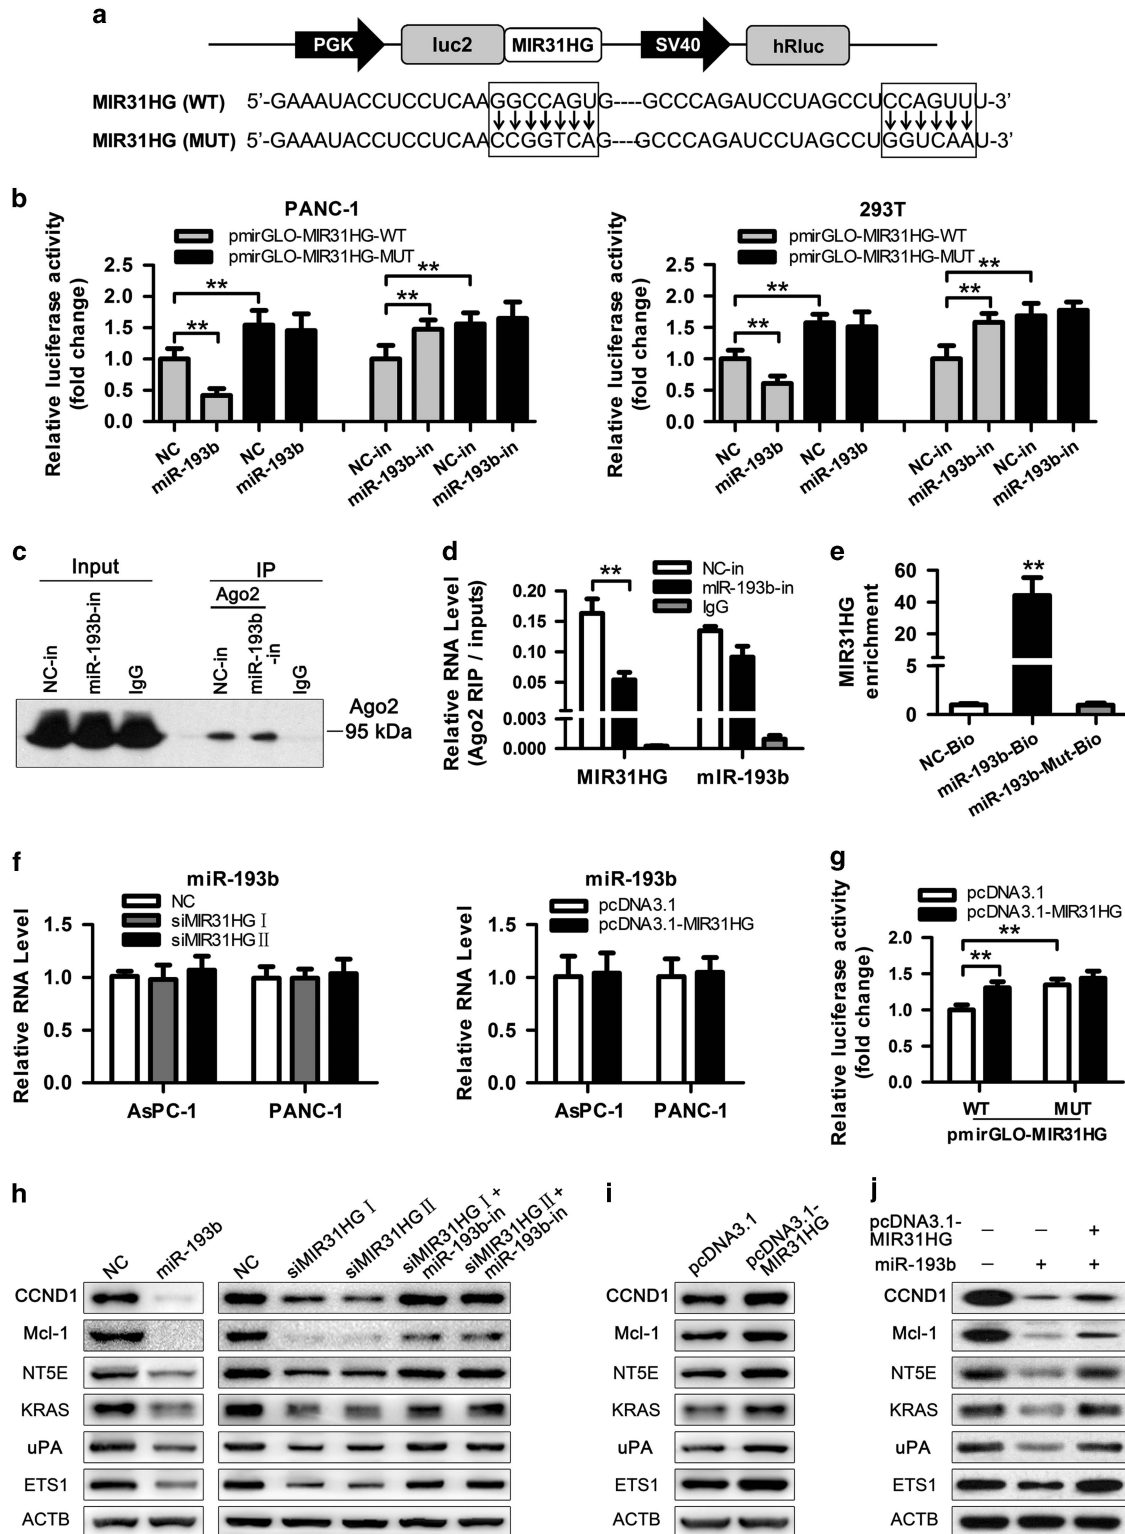 a
PGK luc2 MIR31HG SV40 hRluc
MIR31HG (WT) 5’-GAAAUACCUCCUCAAGGCCAGUG----GCCCAGAUCCUAGCCUCCAGUUU-3’
MIR31HG (MUT) 5’-GAAAUACCUCCUCAACCGGTCAG----GCCCAGAUCCUAGCCUGGUCAAU-3’
b
PANC-1
pmirGLO-MIR31HG-WT
pmirGLO-MIR31HG-MUT
Relative luciferase activity
(fold change)
2.5
2.0
1.5
1.0
0.5
0.0
** ** ** **
NC miR-193b NC miR-193b NC-in miR-193b-in NC-in miR-193b-in
293T
pmirGLO-MIR31HG-WT
pmirGLO-MIR31HG-MUT
Relative luciferase activity
(fold change)
2.5
2.0
1.5
1.0
0.5
0.0
** ** ** **
NC miR-193b NC miR-193b NC-in miR-193b-in NC-in miR-193b-in
c
Input IP
Ago2
NC-in miR-193b-in IgG NC-in miR-193b
-in IgG
Ago2
95 kDa
d
NC-in
mIR-193b-in
IgG
Relative RNA Level
(Ago2 RIP / inputs)
0.20
0.15
0.10
0.05
0.003
0.000
**
MIR31HG mIR-193b
e
MIR31HG
enrichment
60
40
20
5
0
**
NC-Bio miR-193b-Bio miR-193b-Mut-Bio
f
miR-193b
NC
siMIR31HG I
siMIR31HG II
Relative RNA Level
1.5
1.0
0.5
0.0
AsPC-1 PANC-1
miR-193b
pcDNA3.1
pcDNA3.1-MIR31HG
Relative RNA Level
1.5
1.0
0.5
0.0
AsPC-1 PANC-1
g
pcDNA3.1
pcDNA3.1-MIR31HG
Relative luciferase activity
(fold change)
2.0
1.5
1.0
0.5
0.0
** **
WT MUT
pmirGLO-MIR31HG
h
NC miR-193b NC siMIR31HG I siMIR31HG II siMIR31HG I +
miR-193b-in siMIR31HG II +
miR-193b-in
CCND1
Mcl-1
NT5E
KRAS
uPA
ETS1
ACTB
i
pcDNA3.1 pcDNA3.1-
MIR31HG
CCND1
Mcl-1
NT5E
KRAS
uPA
ETS1
ACTB
j
pcDNA3.1-
MIR31HG − − +
miR-193b − + +
CCND1
Mcl-1
NT5E
KRAS
uPA
ETS1
ACTB